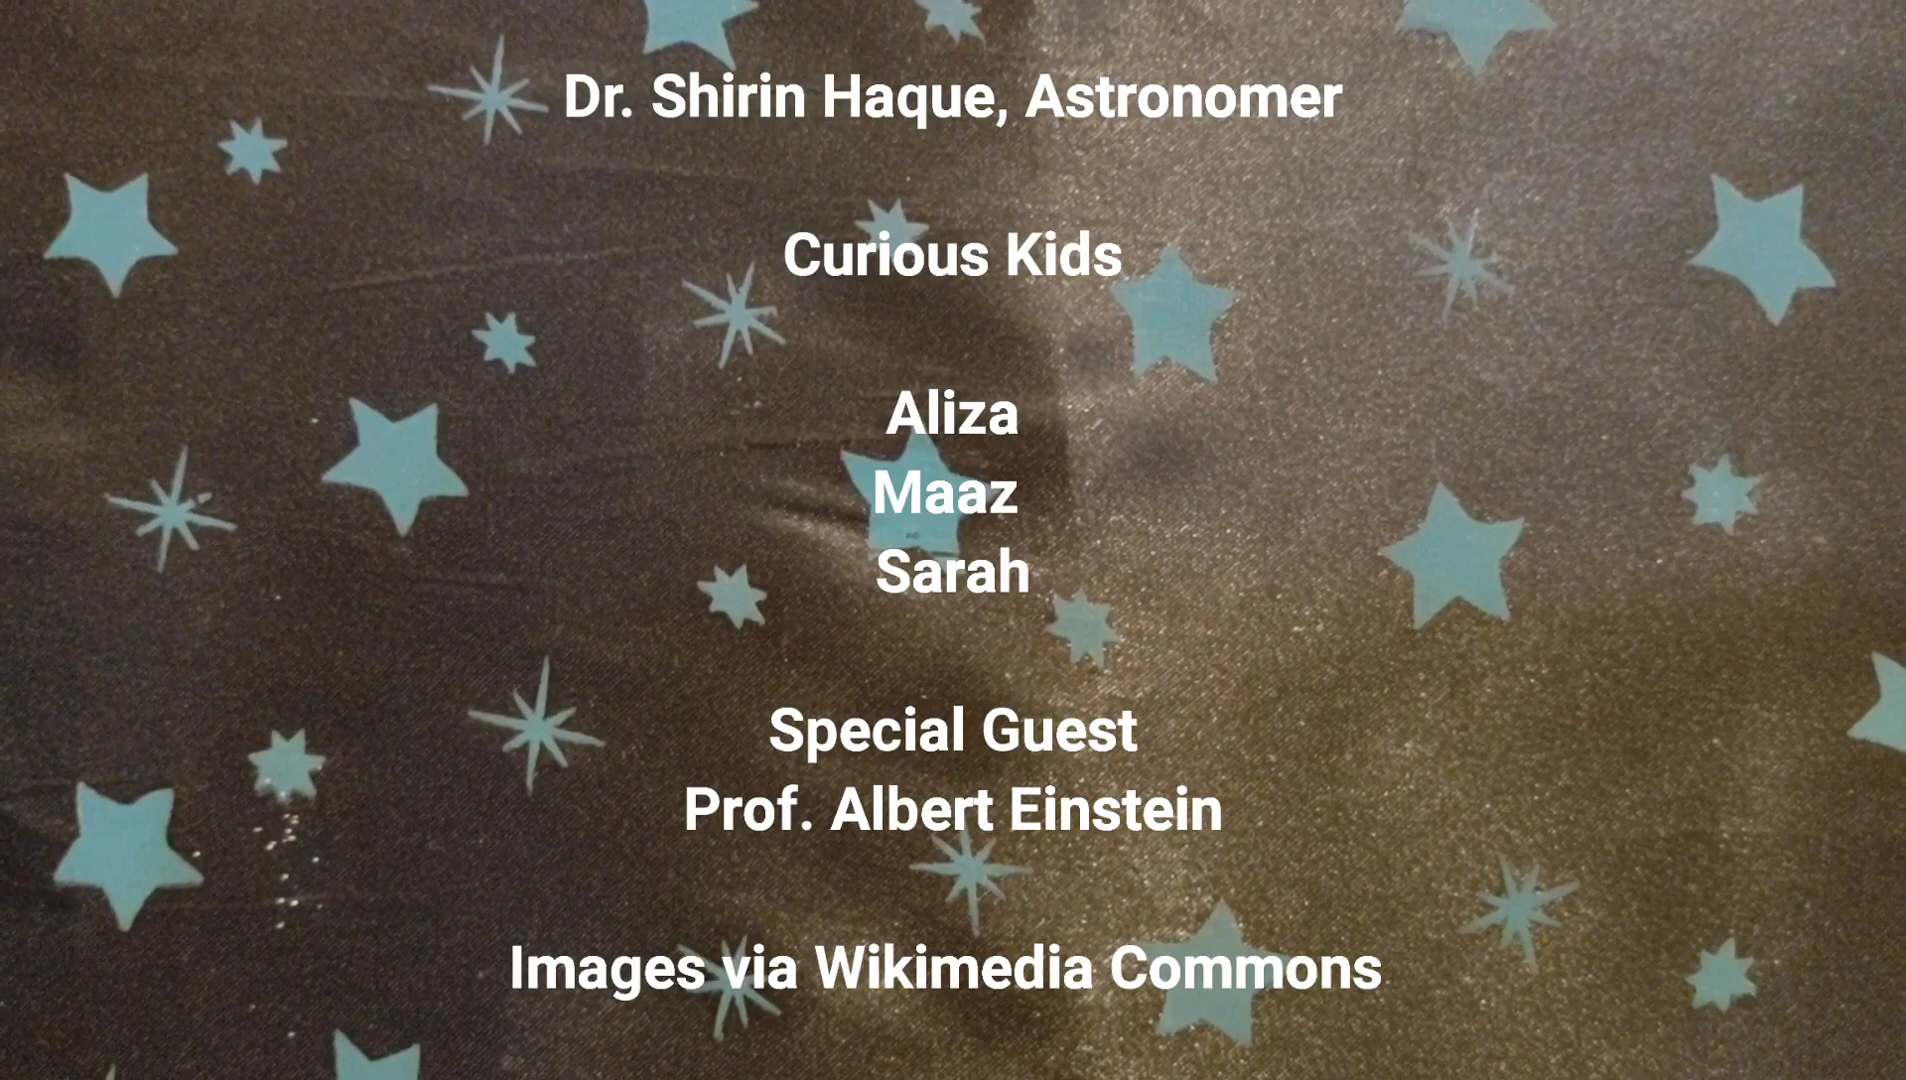 Dr. Shirin Haque, Astronomer
Curious Kids
Aliza
Maaz
Sarah
Special Guest
Prof. Albert Einstein
Images via Wikimedia Commons